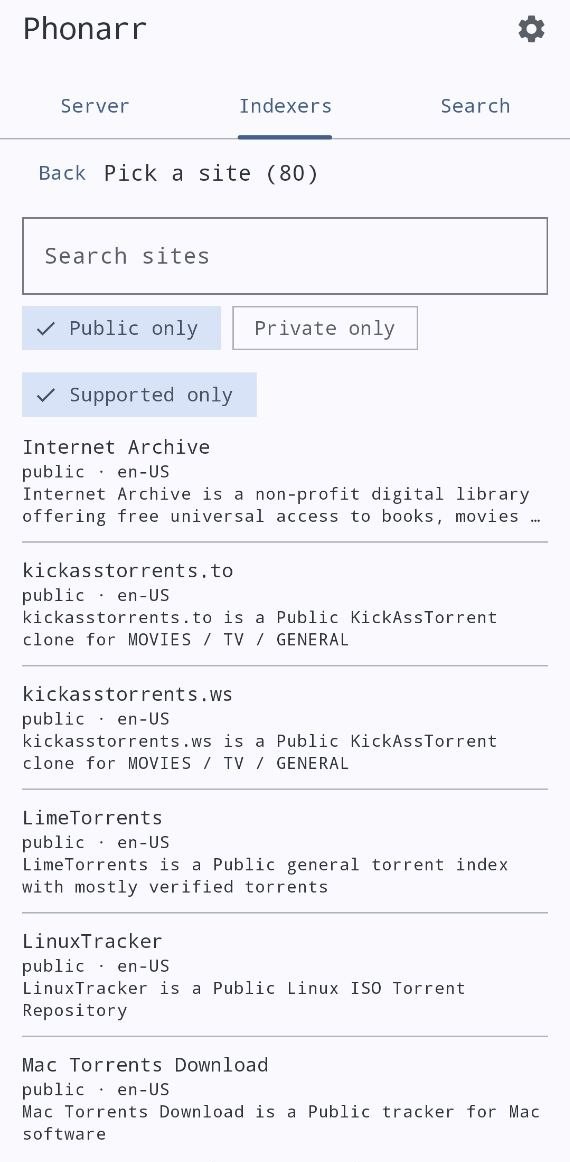 Phonarr
Server Indexers Search
Back Pick a site (80)
Search sites
Public only Private only
Supported only
Internet Archive
public · en-US
Internet Archive is a non-profit digital library
offering free universal access to books, movies …
kickasstorrents.to
public · en-US
kickasstorrents.to is a Public KickAssTorrent
clone for MOVIES / TV / GENERAL
kickasstorrents.ws
public · en-US
kickasstorrents.ws is a Public KickAssTorrent
clone for MOVIES / TV / GENERAL
LimeTorrents
public · en-US
LimeTorrents is a Public general torrent index
with mostly verified torrents
LinuxTracker
public · en-US
LinuxTracker is a Public Linux ISO Torrent
Repository
Mac Torrents Download
public · en-US
Mac Torrents Download is a Public tracker for Mac
software